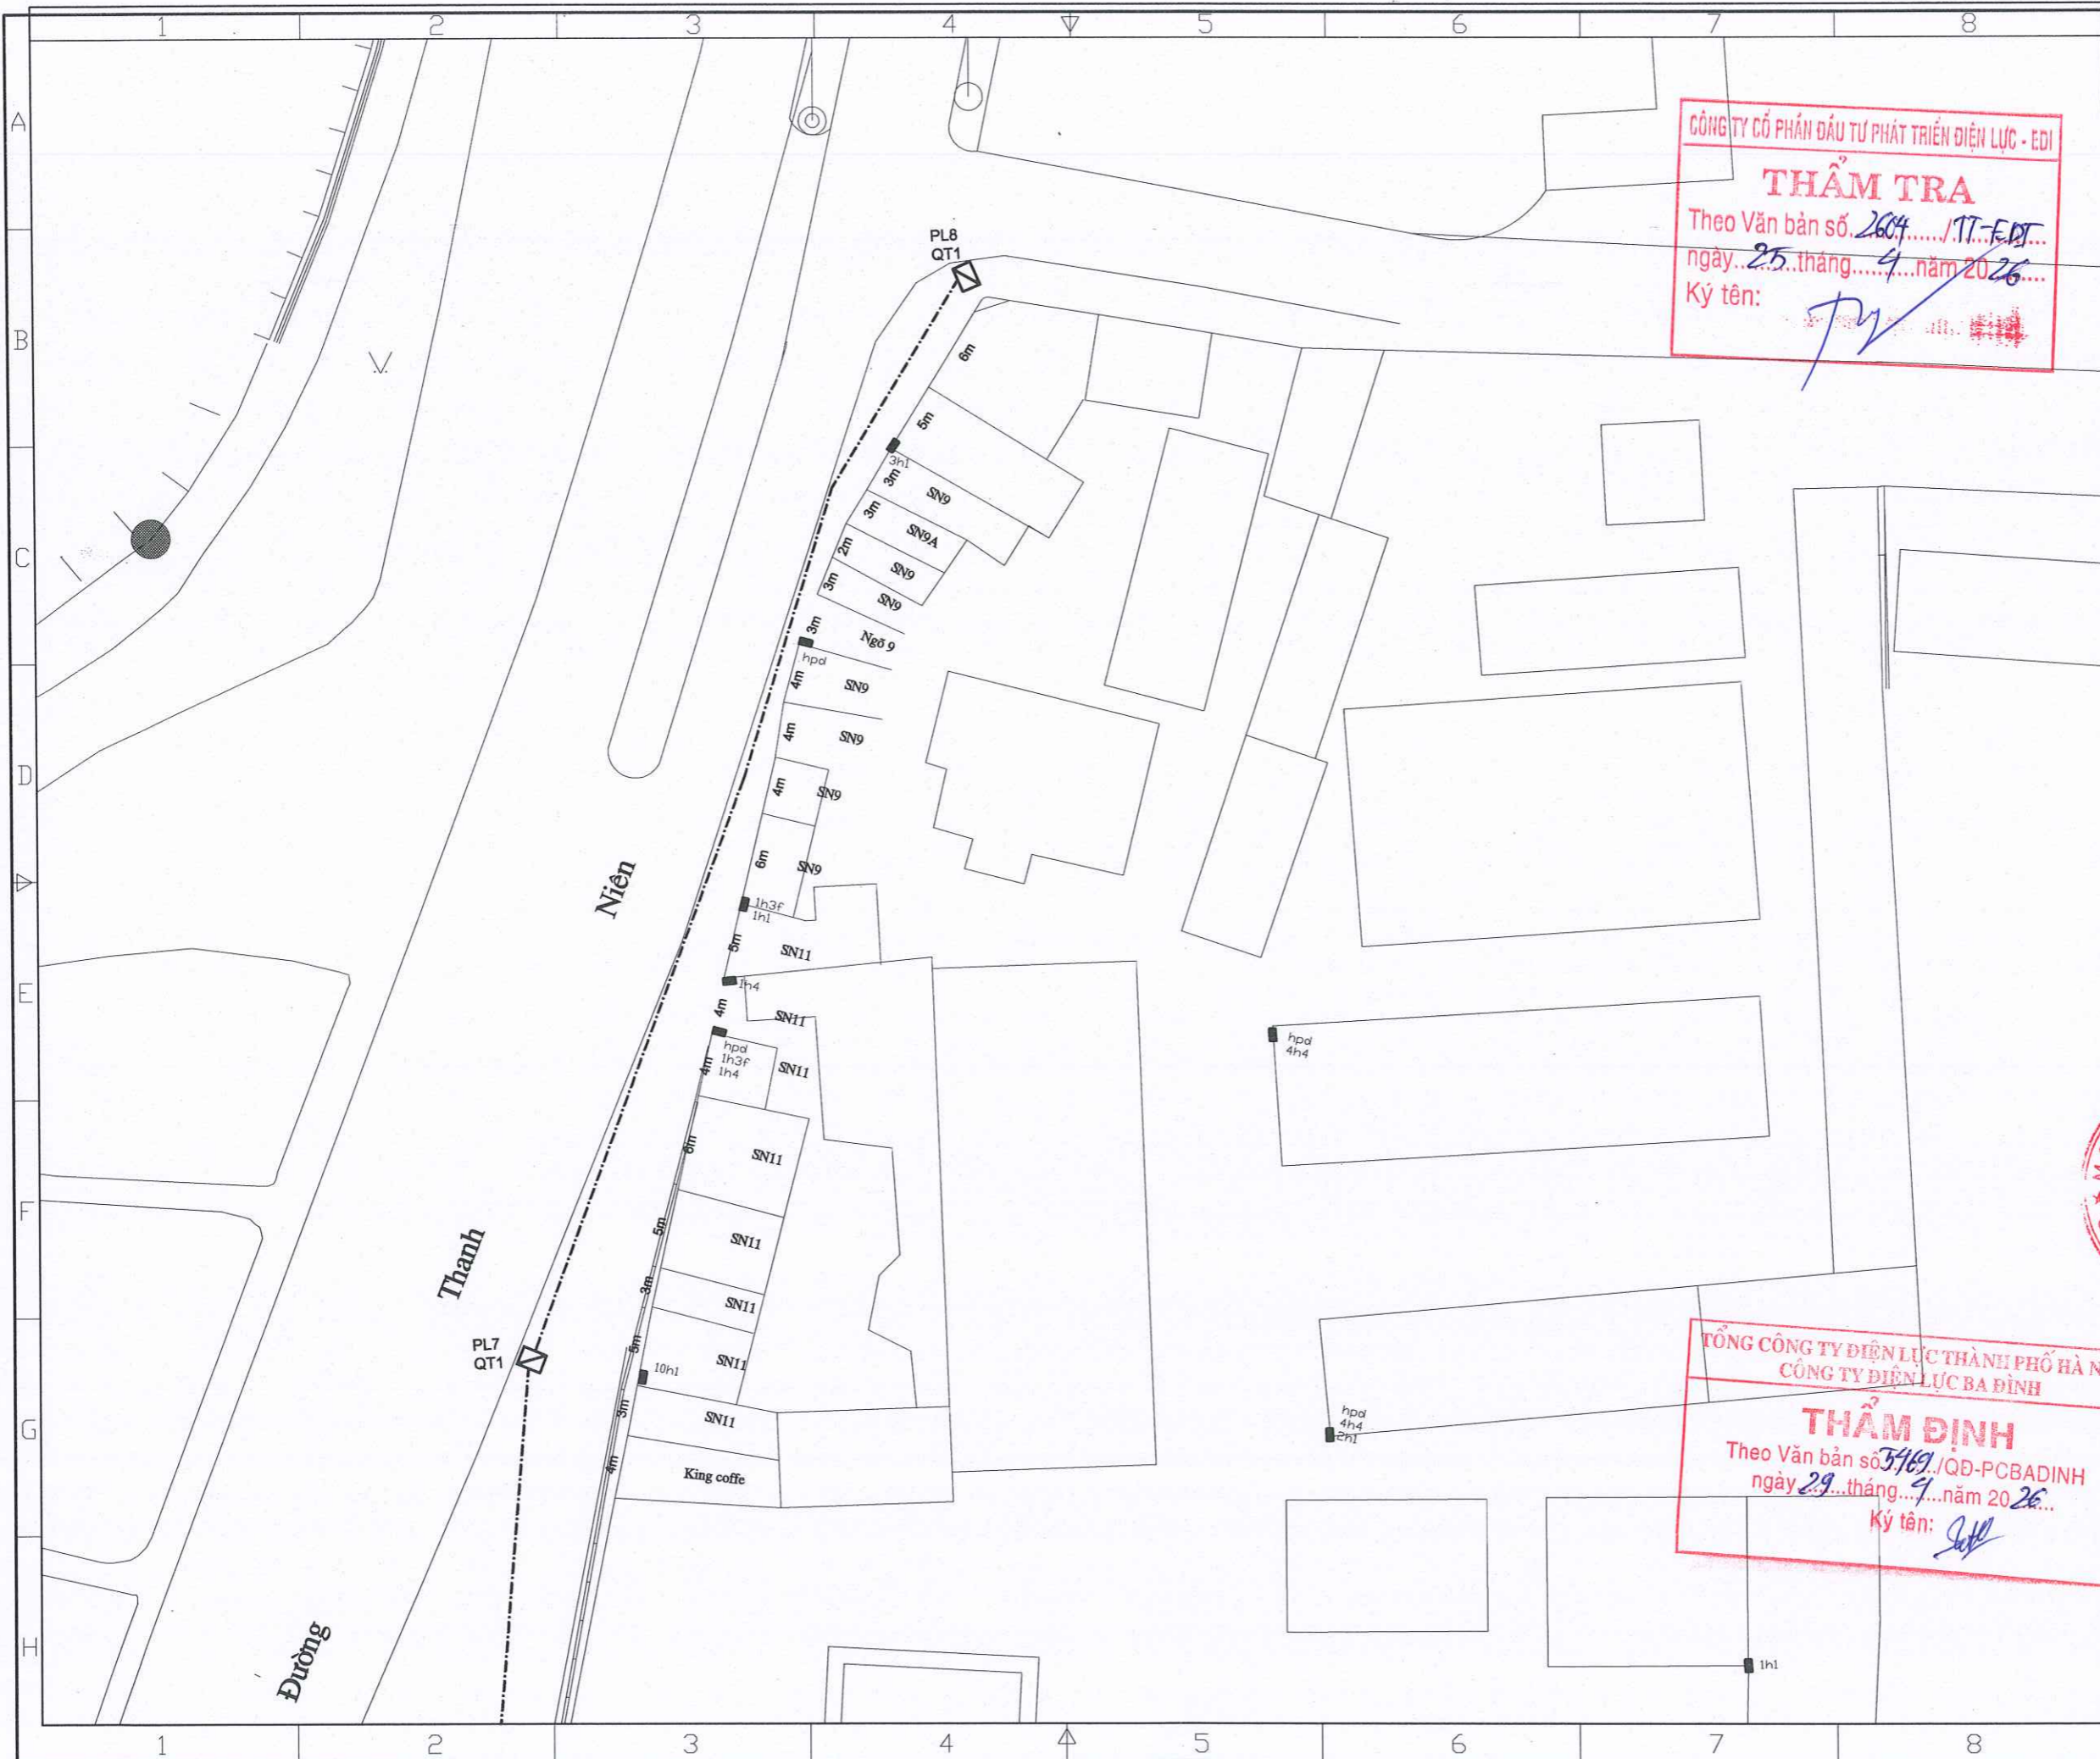 1 2 3 4 5 6 7 8
A
B
C
D
E
F
G
H
CÔNG TY CỔ PHẦN ĐẦU TƯ PHÁT TRIỂN ĐIỆN LỰC - EDI
THẨM TRA
Theo Văn bản số 2604 / TT-EDI
ngày 25 tháng 4 năm 2026
Ký tên:
PL8
QT1
6m
5m
3h1
3m
SN9
3m
SN9A
2m
SN9
3m
SN9
3m
Ngõ 9
hpd
4m
SN9
4m
SN9
4m
SN9
6m
SN9
1h3f
1h1
5m
SN11
1h4
4m
SN11
hpd
1h3f
1h4
4m
SN11
hpd
4h4
6m
SN11
5m
SN11
3m
SN11
5m
SN11
10h1
3m
SN11
4m
King coffe
Niên
Thanh
Đường
PL7
QT1
hpd
4h4
2h1
1h1
TỔNG CÔNG TY ĐIỆN LỰC THÀNH PHỐ HÀ N
CÔNG TY ĐIỆN LỰC BA ĐÌNH
THẨM ĐỊNH
Theo Văn bản số 5469 /QĐ-PCBADINH
ngày 29 tháng 4 năm 2026
Ký tên:
1 2 3 4 5 6 7 8